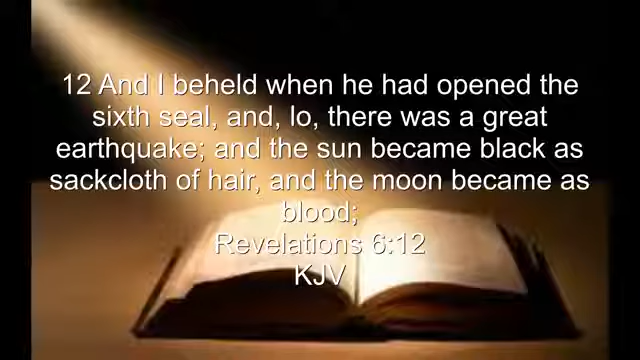 12 And I beheld when he had opened the
sixth seal, and, lo, there was a great
earthquake; and the sun became black as
sackcloth of hair, and the moon became as
blood;
Revelations 6:12
KJV